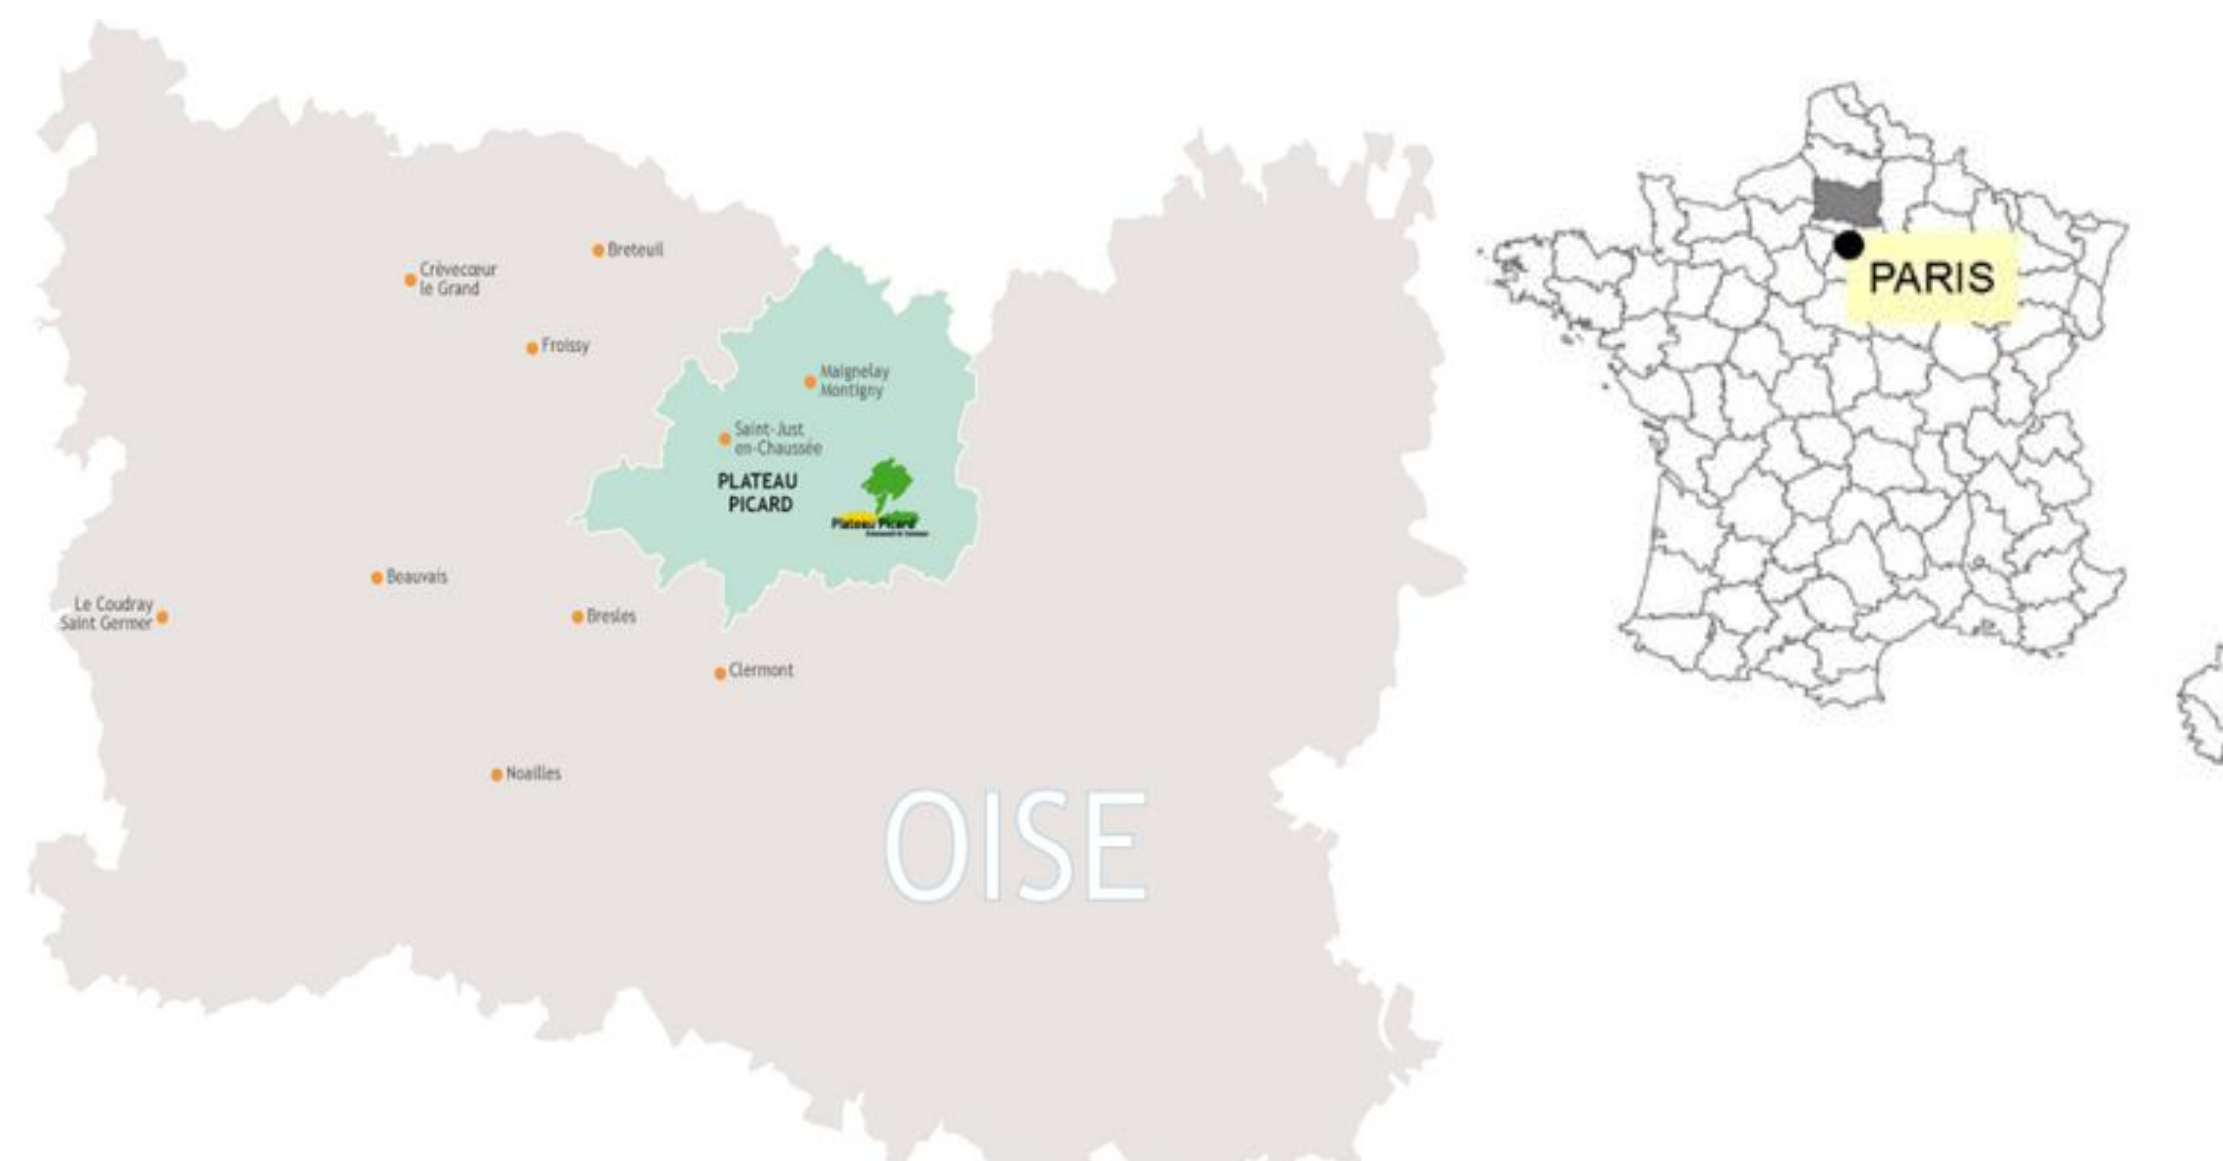 Breteuil
Crèvecœur
le Grand
Froissy
Maignelay
Montigny
Saint-Just
en-Chaussée
PLATEAU
PICARD
Plateau Picard
Beauvais
Le Coudray
Saint Germer
Bresles
Clermont
Noailles
OISE
PARIS